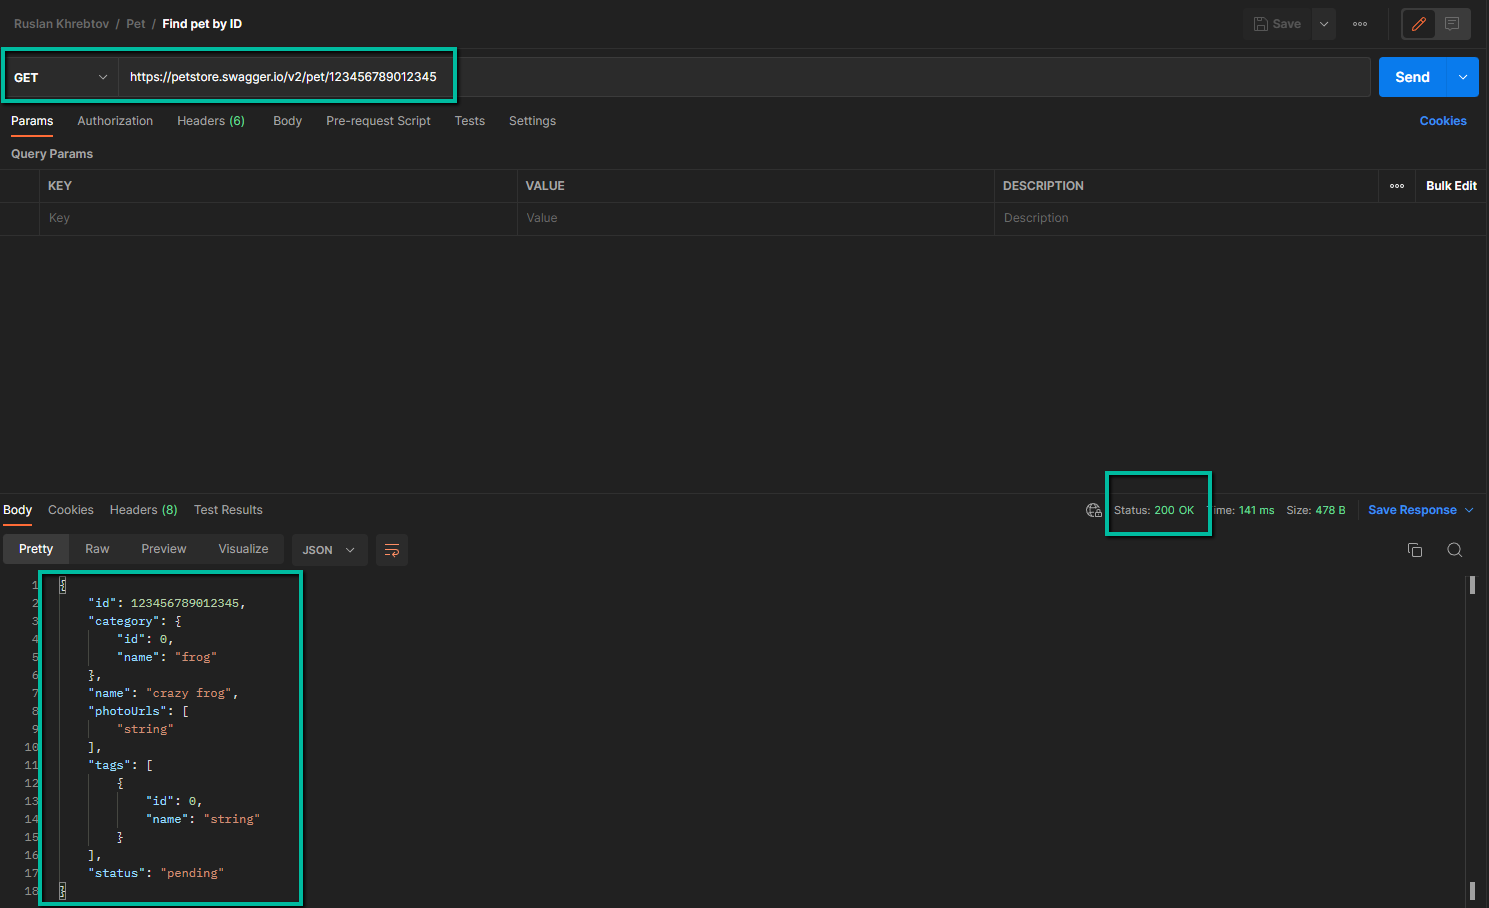 Ruslan Khrebtov / Pet / Find pet by ID
Save
GET https://petstore.swagger.io/v2/pet/123456789012345
Send
Params Authorization Headers (6) Body Pre-request Script Tests Settings
Cookies
Query Params
KEY VALUE DESCRIPTION Bulk Edit
Key Value Description
Body Cookies Headers (8) Test Results
Status: 200 OK Time: 141 ms Size: 478 B Save Response
Pretty Raw Preview Visualize JSON
1 {
2 "id": 123456789012345,
3 "category": {
4 "id": 0,
5 "name": "frog"
6 },
7 "name": "crazy frog",
8 "photoUrls": [
9 "string"
10 ],
11 "tags": [
12 {
13 "id": 0,
14 "name": "string"
15 }
16 ],
17 "status": "pending"
18 }